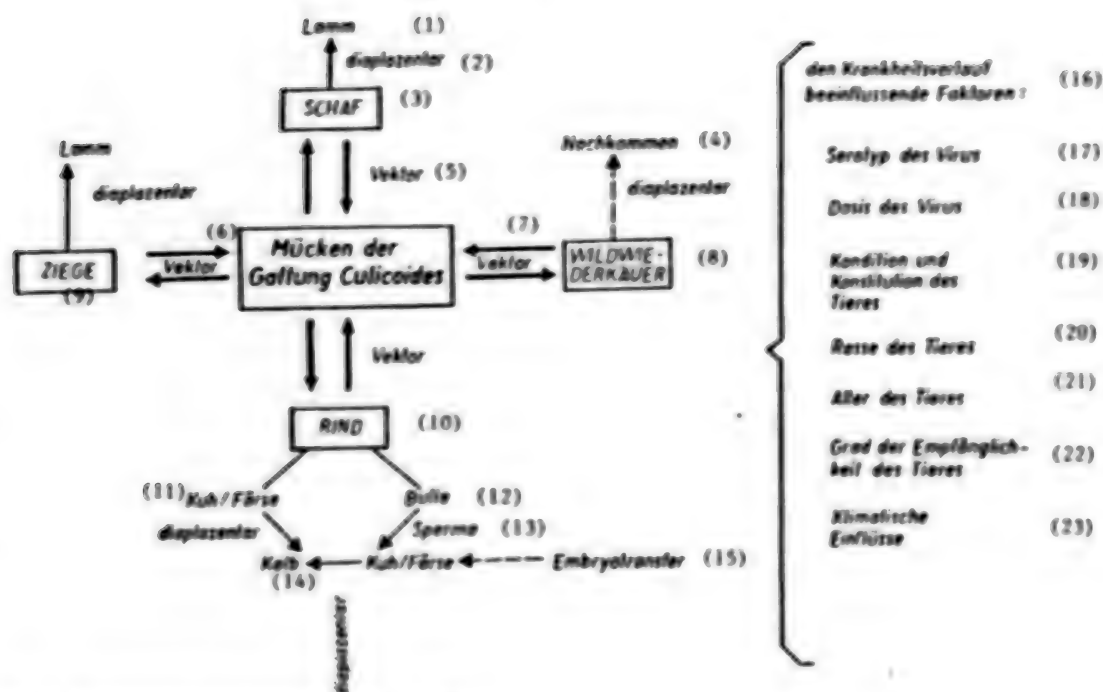 Lamm (1)
diaplazentar (2)
SCHAF (3)
Lamm
diaplazentar
Vektor (5)
Nachkommen (4)
diaplazentar
(6)
(7)
ZIEGE
(9)
Vektor
Mücken der
Gattung Culicoides
Vektor
WILDWIE-
DERKÄUER
(8)
Vektor
RIND (10)
(11) Kuh/Färse
Bulle (12)
diaplazentar
Sperma (13)
Kalb
(14)
Kuh/Färse
Embryotransfer (15)
diaplazentar
den Krankheitsverlauf
beeinflussende Faktoren: (16)
Serotyp des Virus (17)
Dosis des Virus (18)
Kondition und (19)
Konstitution des
Tieres
Rasse des Tieres (20)
Alter des Tieres (21)
Grad der Empfänglich- (22)
keit des Tieres
Klimatische (23)
Einflüsse